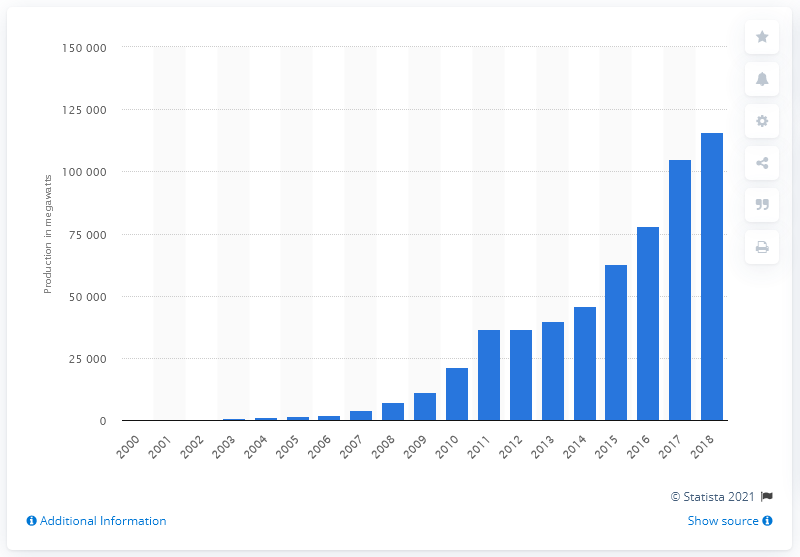 150 000
125 000
100 000
75 000
50 000
25 000
0
Production in megawatts
2000 2001 2002 2003 2004 2005 2006 2007 2008 2009 2010 2011 2012 2013 2014 2015 2016 2017 2018
© Statista 2021
Additional Information
Show source